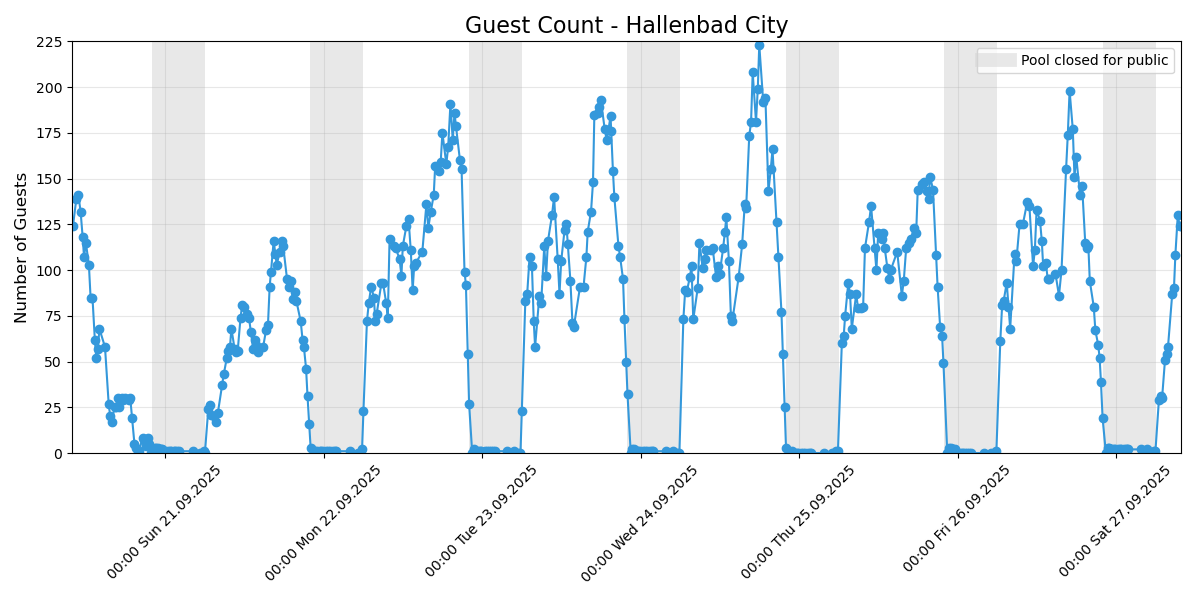 Guest Count - Hallenbad City
Pool closed for public
Number of Guests
225
200
175
150
125
100
75
50
25
0
00:00 Sun 21.09.2025
00:00 Mon 22.09.2025
00:00 Tue 23.09.2025
00:00 Wed 24.09.2025
00:00 Thu 25.09.2025
00:00 Fri 26.09.2025
00:00 Sat 27.09.2025